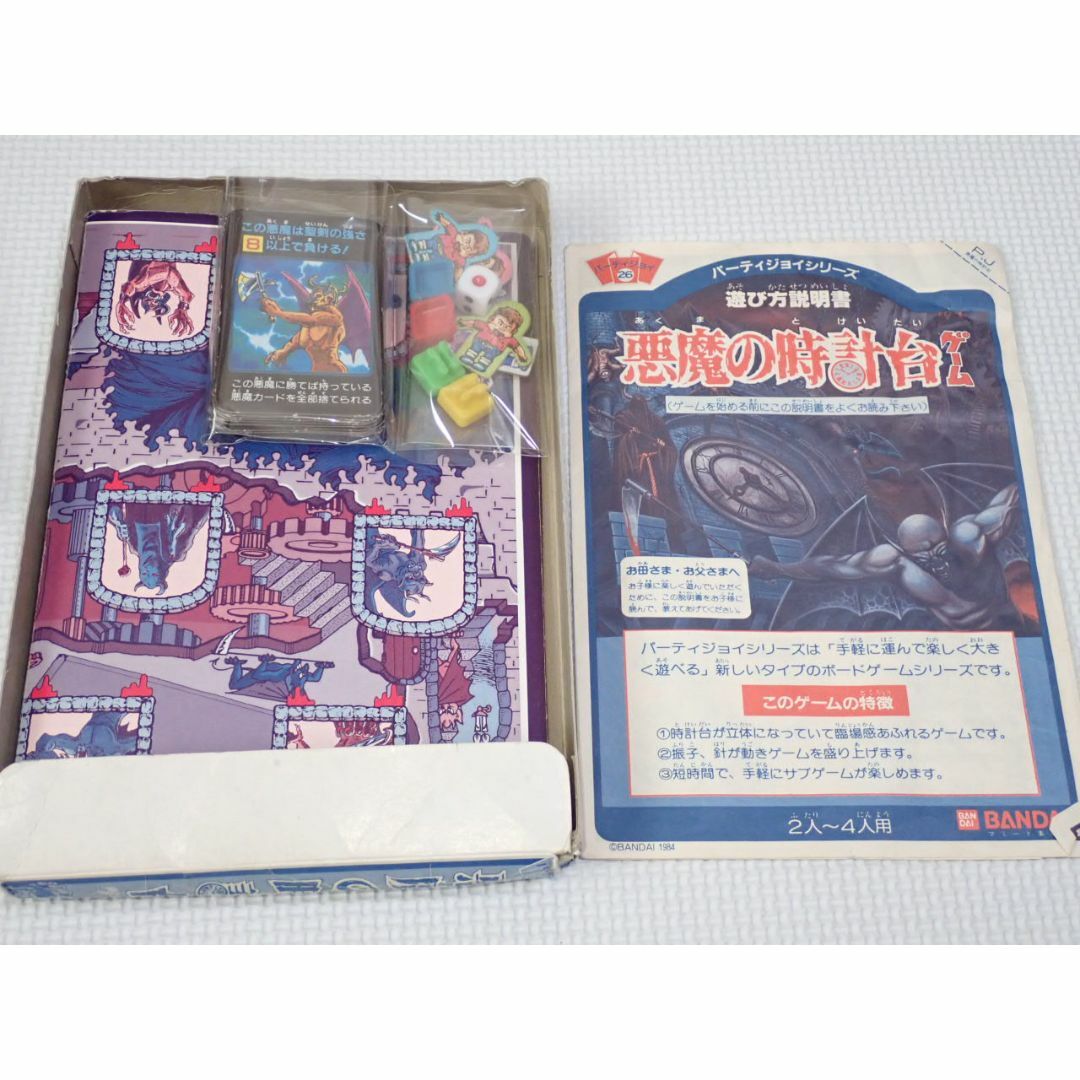 この悪魔は聖剣の強さ
8 以上で負ける!
この悪魔に勝てば持っている
悪魔カードを全部捨てられる
パーティジョイ
26
パーティジョイシリーズ
遊び方説明書
悪魔の時計台ゲーム
(ゲームを始める前にこの説明書をよくお読み下さい)
お母さま・お父さまへ
お子様に楽しく遊んでいただく
ために、この説明書をお子様に
読んで、教えてあげてください。
パーティジョイシリーズは「手軽に運んで楽しく大き
く遊べる」新しいタイプのボードゲームシリーズです。
このゲームの特徴
①時計台が立体になっていて臨場感あふれるゲームです。
②振子、針が動きゲームを盛り上げます。
③短時間で、手軽にサブゲームが楽しめます。
2人〜4人用
BAN
DAI
©BANDAI 1984